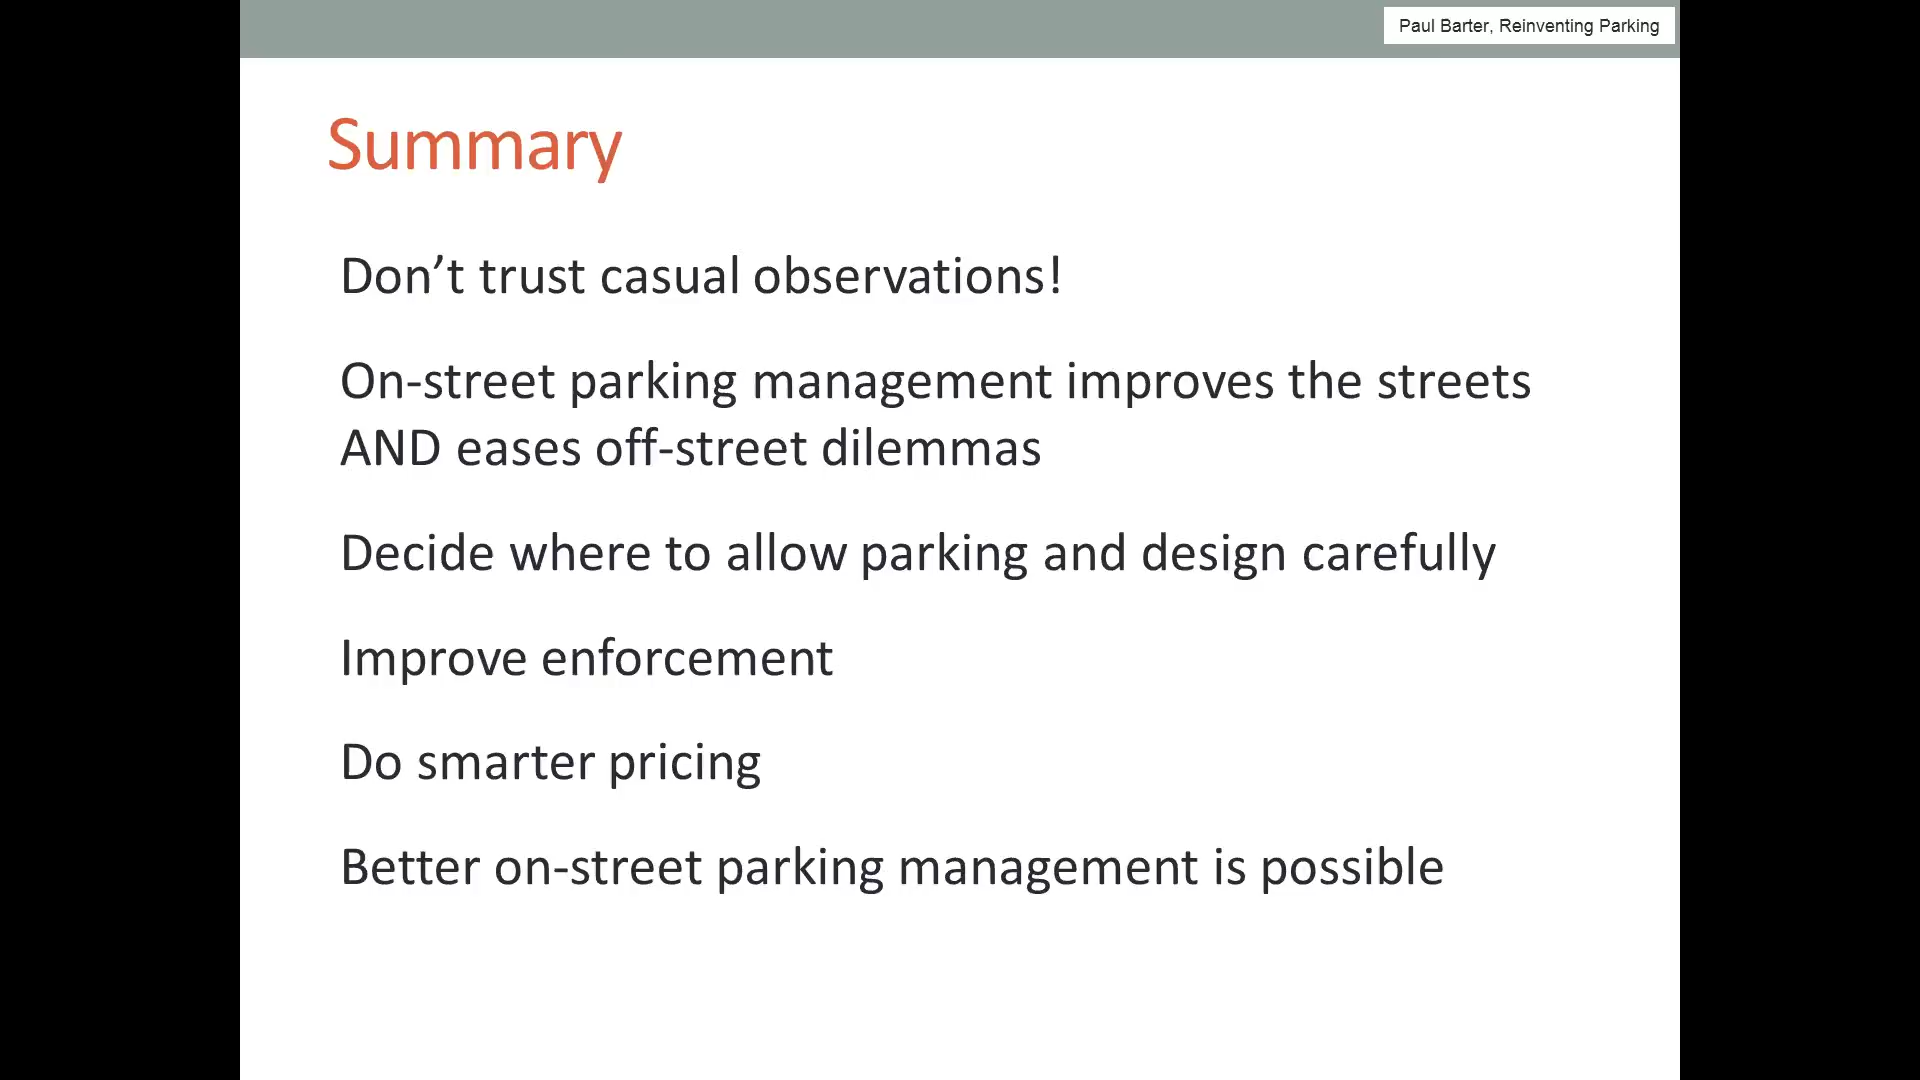 Paul Barter, Reinventing Parking
Summary
Don’t trust casual observations!
On-street parking management improves the streets
AND eases off-street dilemmas
Decide where to allow parking and design carefully
Improve enforcement
Do smarter pricing
Better on-street parking management is possible